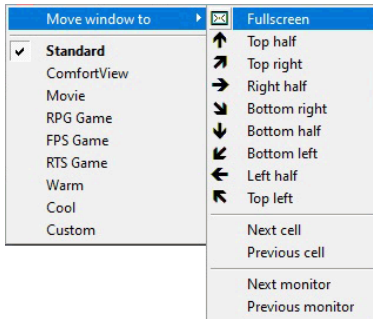 Move window to
Standard
ComfortView
Movie
RPG Game
FPS Game
RTS Game
Warm
Cool
Custom
Fullscreen
Top half
Top right
Right half
Bottom right
Bottom half
Bottom left
Left half
Top left
Next cell
Previous cell
Next monitor
Previous monitor